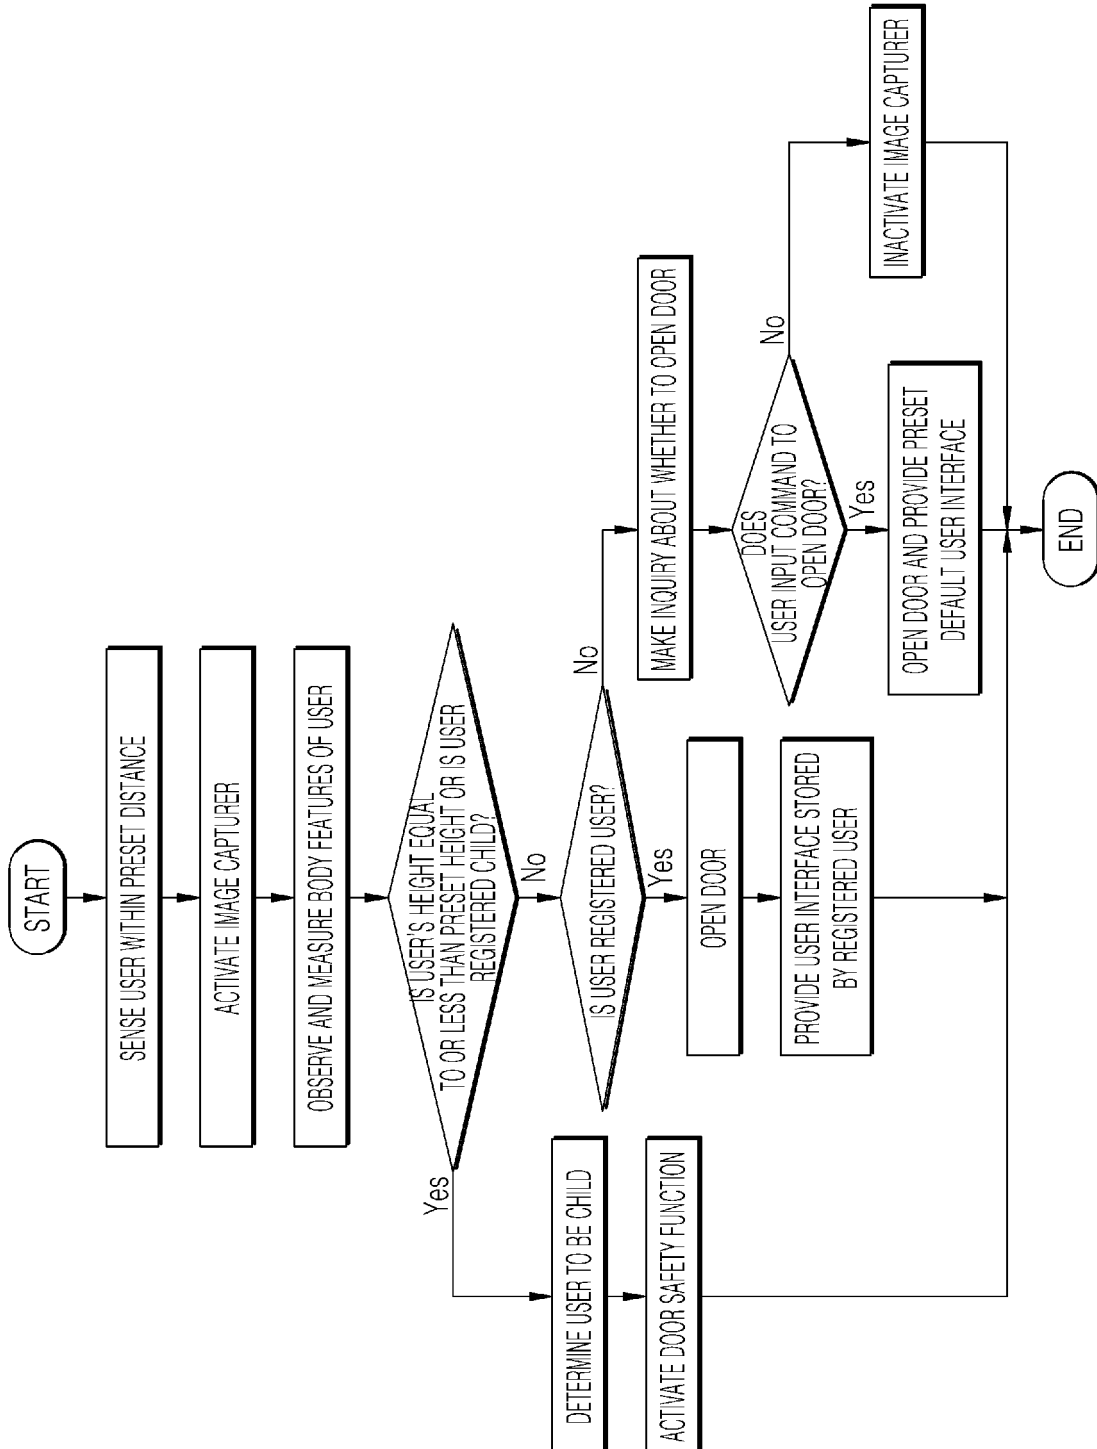 START
SENSE USER WITHIN PRESET DISTANCE
ACTIVATE IMAGE CAPTURER
OBSERVE AND MEASURE BODY FEATURES OF USER
IS USER'S HEIGHT EQUAL
TO OR LESS THAN PRESET HEIGHT OR IS USER
REGISTERED CHILD?
Yes
No
DETERMINE USER TO BE CHILD
ACTIVATE DOOR SAFETY FUNCTION
IS USER REGISTERED USER?
Yes
No
OPEN DOOR
PROVIDE USER INTERFACE STORED
BY REGISTERED USER
MAKE INQUIRY ABOUT WHETHER TO OPEN DOOR
DOES
USER INPUT COMMAND TO
OPEN DOOR?
Yes
No
OPEN DOOR AND PROVIDE PRESET
DEFAULT USER INTERFACE
INACTIVATE IMAGE CAPTURER
END